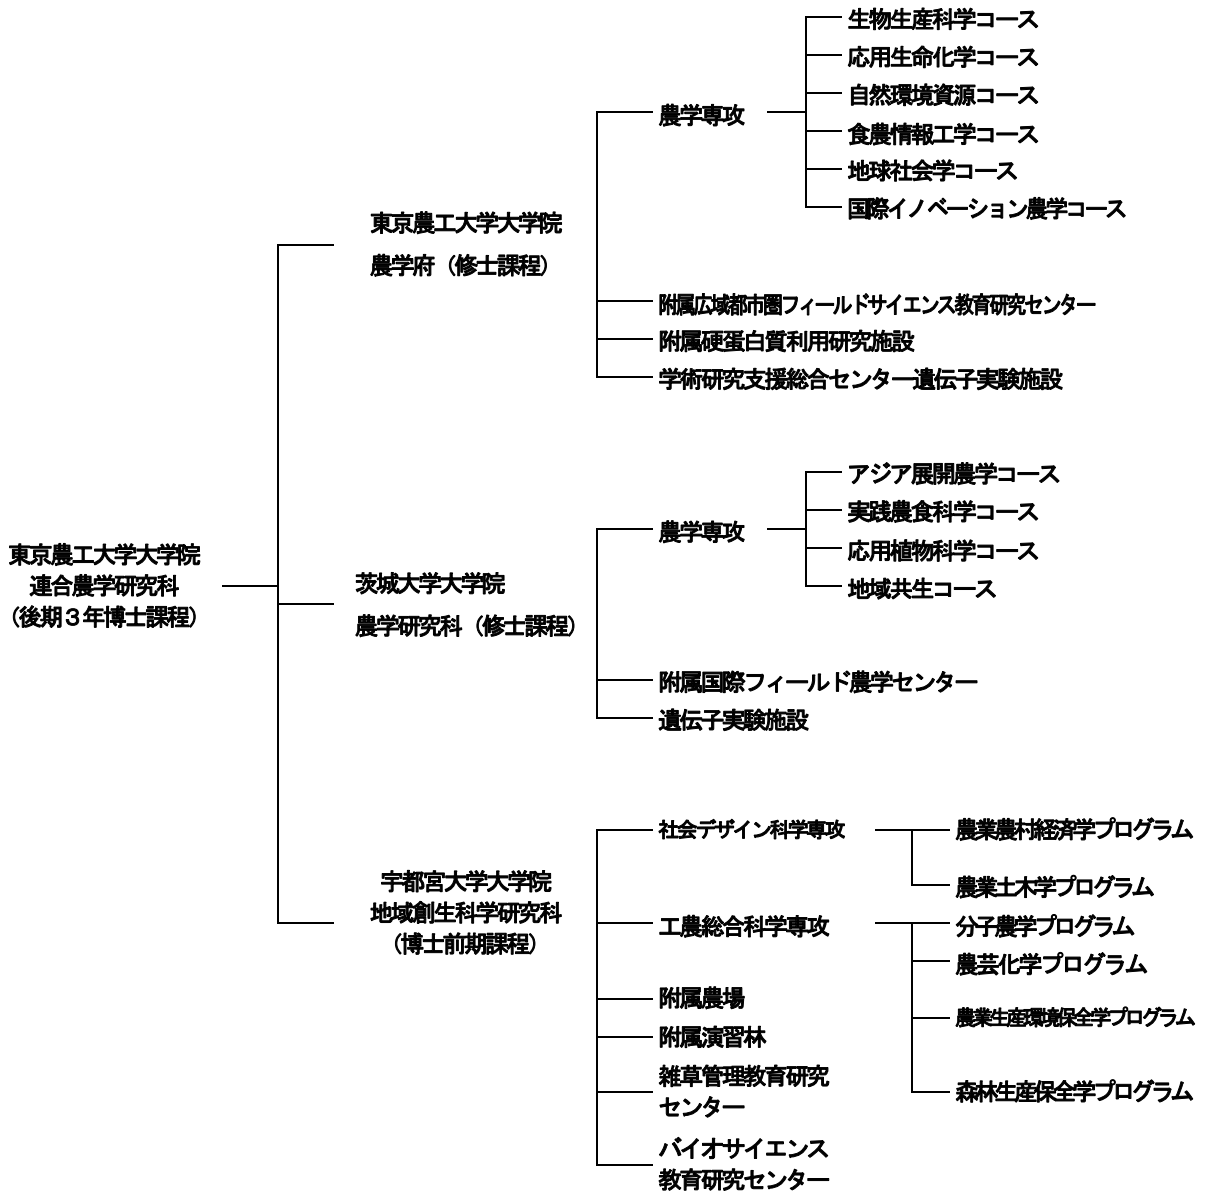 東京農工大学大学院
連合農学研究科
（後期３年博士課程）
東京農工大学大学院
農学府（修士課程）
農学専攻
生物生産科学コース
応用生命化学コース
自然環境資源コース
食農情報工学コース
地球社会学コース
国際イノベーション農学コース
附属広域都市圏フィールドサイエンス教育研究センター
附属硬蛋白質利用研究施設
学術研究支援総合センター遺伝子実験施設
茨城大学大学院
農学研究科（修士課程）
農学専攻
アジア展開農学コース
実践農食科学コース
応用植物科学コース
地域共生コース
附属国際フィールド農学センター
遺伝子実験施設
宇都宮大学大学院
地域創生科学研究科
（博士前期課程）
社会デザイン科学専攻
農業農村経済学プログラム
農業土木学プログラム
工農総合科学専攻
分子農学プログラム
農芸化学プログラム
農業生産環境保全学プログラム
森林生産保全学プログラム
附属農場
附属演習林
雑草管理教育研究
センター
バイオサイエンス
教育研究センター